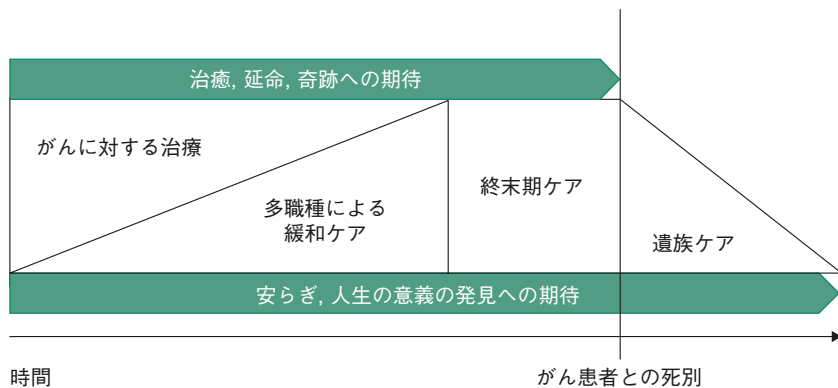 治癒, 延命, 奇跡への期待
がんに対する治療
多職種による
緩和ケア
終末期ケア
遺族ケア
安らぎ, 人生の意義の発見への期待
時間
がん患者との死別